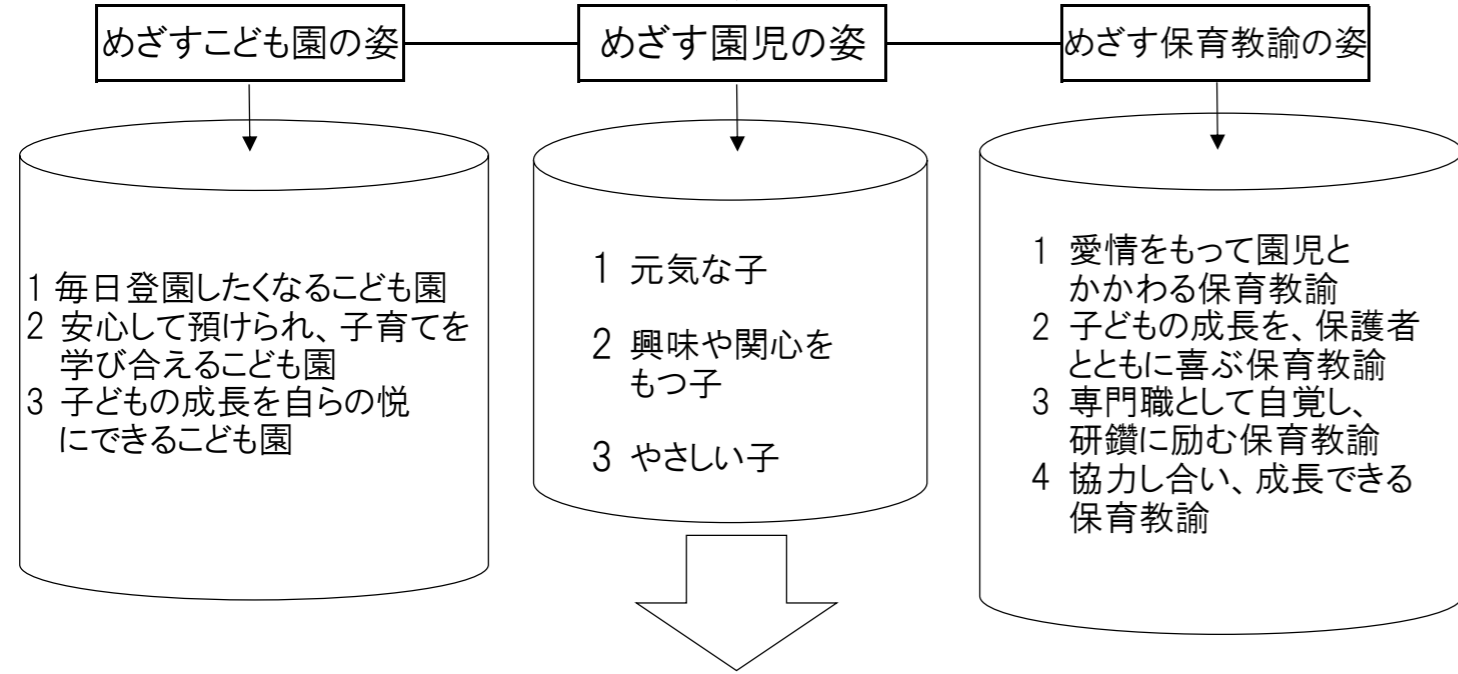 めざすこども園の姿
めざす園児の姿
めざす保育教諭の姿
1 毎日登園したくなるこども園
2 安心して預けられ、子育てを
学び合えるこども園
3 子どもの成長を自らの悦
にできるこども園
1 元気な子
2 興味や関心を
もつ子
3 やさしい子
1 愛情をもって園児と
かかわる保育教諭
2 子どもの成長を、保護者
とともに喜ぶ保育教諭
3 専門職として自覚し、
研鑽に励む保育教諭
4 協力し合い、成長できる
保育教諭